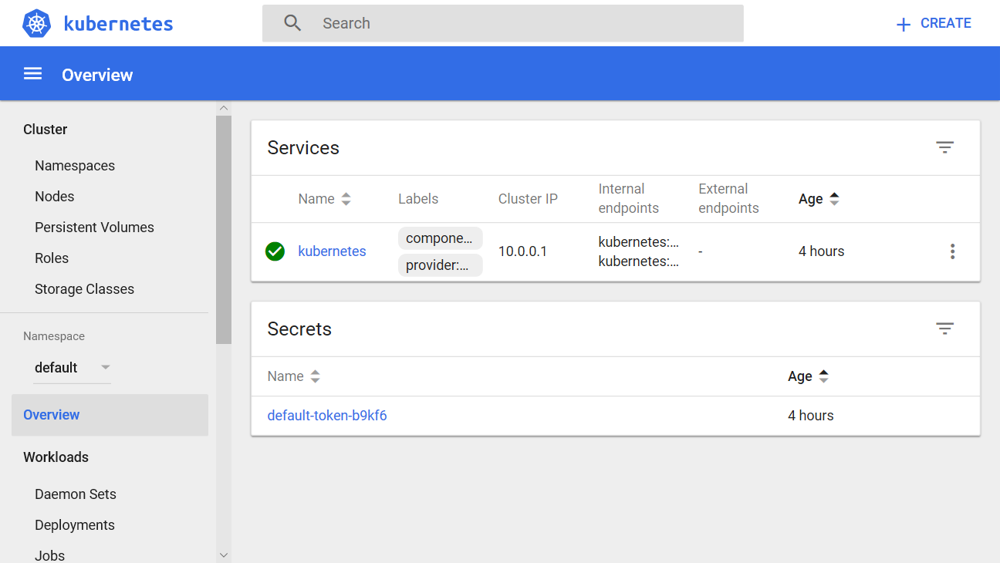 kubernetes
Search
+ CREATE
Overview
Cluster
Namespaces
Nodes
Persistent Volumes
Roles
Storage Classes
Namespace
default
Overview
Workloads
Daemon Sets
Deployments
Jobs
Services
Name Labels Cluster IP Internal endpoints External endpoints Age
kubernetes compone... provider:... 10.0.0.1 kubernetes:... kubernetes:... - 4 hours
Secrets
Name Age
default-token-b9kf6 4 hours